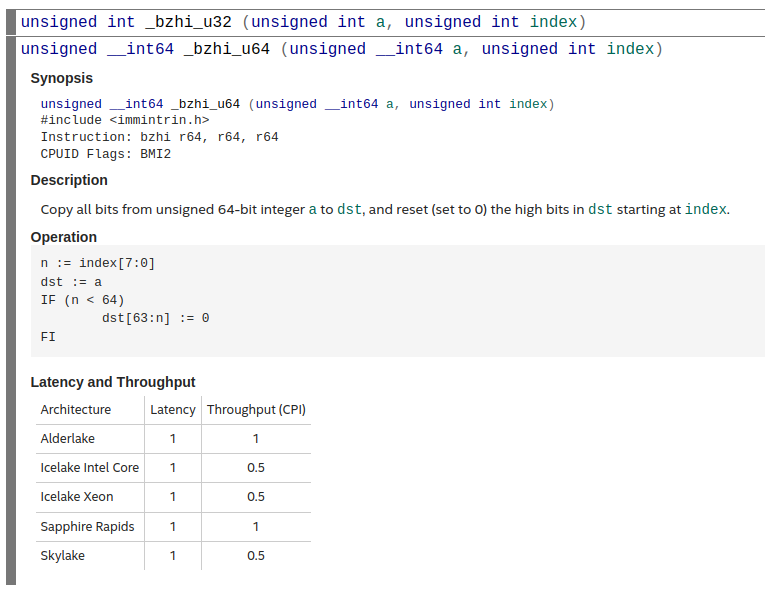 unsigned int _bzhi_u32 (unsigned int a, unsigned int index)
unsigned __int64 _bzhi_u64 (unsigned __int64 a, unsigned int index)
Synopsis
unsigned __int64 _bzhi_u64 (unsigned __int64 a, unsigned int index)
#include <immintrin.h>
Instruction: bzhi r64, r64, r64
CPUID Flags: BMI2
Description
Copy all bits from unsigned 64-bit integer a to dst, and reset (set to 0) the high bits in dst starting at index.
Operation
n := index[7:0]
dst := a
IF (n < 64)
dst[63:n] := 0
FI
Latency and Throughput
Architecture Latency Throughput (CPI)
Alderlake 1 1
Icelake Intel Core 1 0.5
Icelake Xeon 1 0.5
Sapphire Rapids 1 1
Skylake 1 0.5